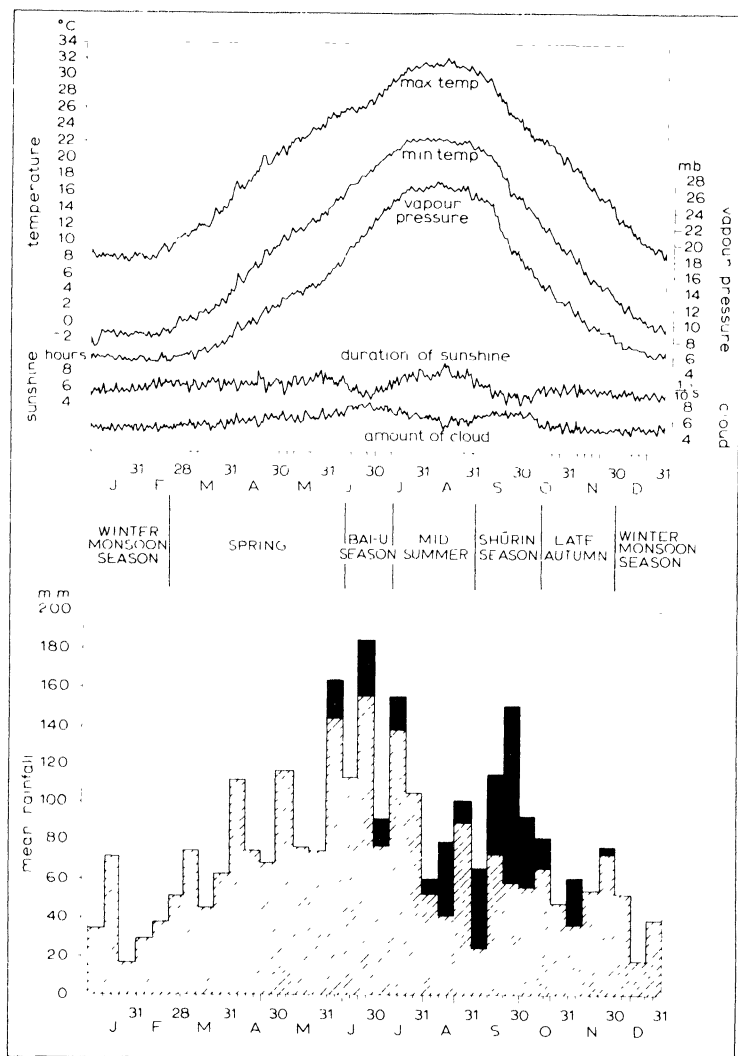 °C
34
32
30
28
26
24
22
20
18
16
14
12
10
8
6
4
2
0
-2
temperature
max temp
min temp
vapour
pressure
mb
28
26
24
22
20
18
16
14
12
10
8
6
4
vapour pressure
hours
8
6
4
sunshine
duration of sunshine
amount of cloud
10's
8
6
4
cloud
31 28 31 30 31 30 31 31 30 31 30 31
J F M A M J J A S O N D
WINTER MONSOON SEASON
SPRING
BAI-U SEASON
MID SUMMER
SHŪRIN SEASON
LATE AUTUMN
WINTER MONSOON SEASON
mm
200
180
160
140
120
100
80
60
40
20
0
mean rainfall
31 28 31 30 31 30 31 31 30 31 30 31
J F M A M J J A S O N D